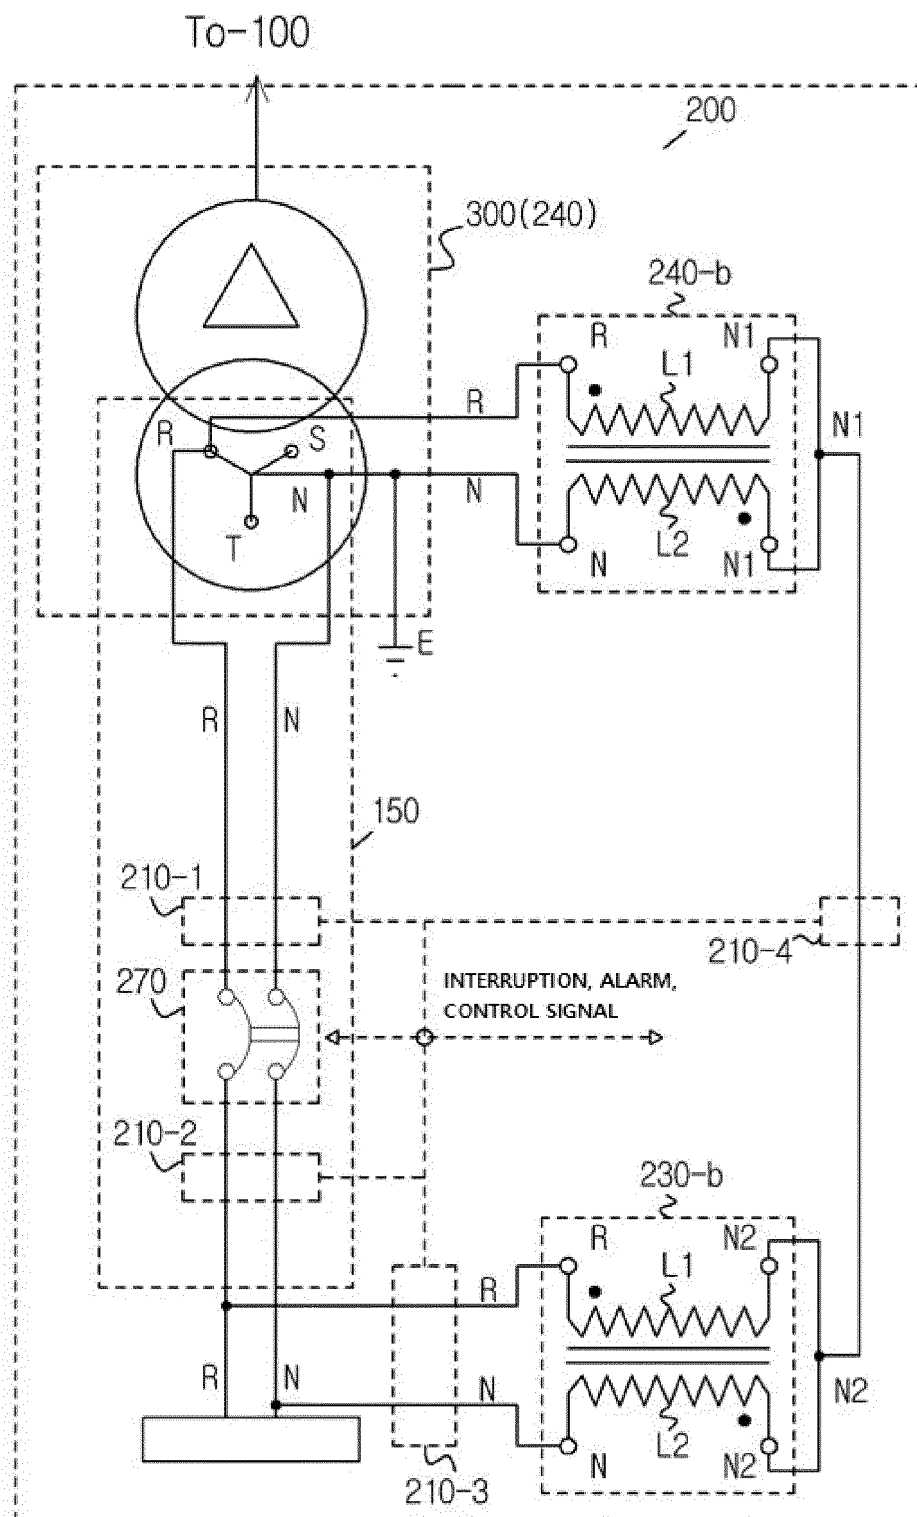 To-100
200
300(240)
240-b
R
N1
L1
R
N1
R
S
N
N
T
L2
N
N1
E
R
N
150
210-1
210-4
270
INTERRUPTION, ALARM,
CONTROL SIGNAL
210-2
230-b
R
N2
L1
R
R
N
N
N2
L2
N
N2
210-3